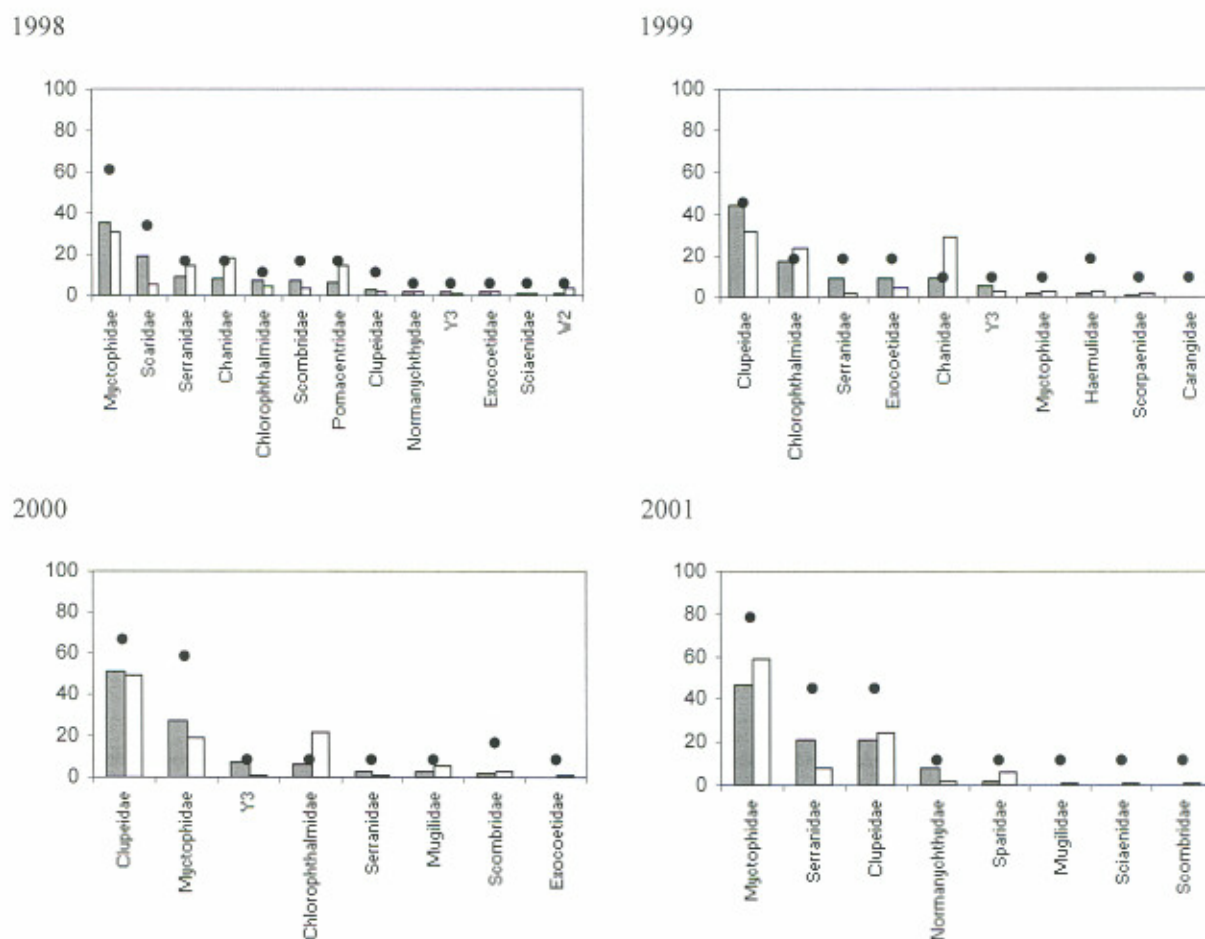 1998
100
80
60
40
20
0
Myctophidae
Scaridae
Serranidae
Chanidae
Chlorophthalmidae
Scombridae
Pomacentridae
Clupeidae
Normanjchthydae
Y3
Exocoetidae
Sciaenidae
W2
1999
100
80
60
40
20
0
Clupeidae
Chlorophthalmidae
Serranidae
Exocoetidae
Chanidae
Y3
Myctophidae
Haemulidae
Scorpaenidae
Carangidae
2000
100
80
60
40
20
0
Clupeidae
Myctophidae
Y3
Chlorophthalmidae
Serranidae
Mugilidae
Scombridae
Exocoetidae
2001
100
80
60
40
20
0
Myctophidae
Serranidae
Clupeidae
Normanjchthydae
Sparidae
Mugilidae
Sciaenidae
Scombridae